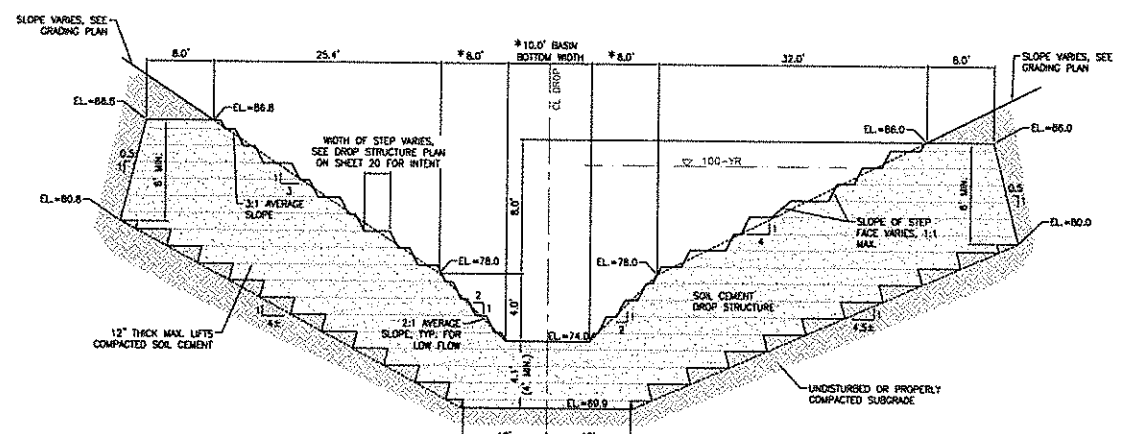 SLOPE VARIES, SEE
GRADING PLAN
8.0'
25.4'
*8.0'
*10.0' BASIN
BOTTOM WIDTH
*8.0'
32.0'
8.0'
SLOPE VARIES, SEE
GRADING PLAN
CL DROP
EL.=86.8
EL.=86.0
EL.=86.0
WIDTH OF STEP VARIES,
SEE DROP STRUCTURE PLAN
ON SHEET 20 FOR INTENT
100-YR
0.5
1
6' MIN.
1
3
3:1 AVERAGE
SLOPE
8.0'
6' MIN.
0.5
1
SLOPE OF STEP
FACE VARIES, 1:1
MAX.
1
4
EL.=80.0
EL.=78.0
EL.=78.0
4.0'
2
1
2:1 AVERAGE
SLOPE, TYP. FOR
LOW FLOW
1
2
SOIL CEMENT
DROP STRUCTURE
12" THICK MAX. LIFTS
COMPACTED SOIL CEMENT
1
4±
EL.=74.0
1
4.5±
4.1'
(4' MIN.)
UNDISTURBED OR PROPERLY
COMPACTED SUBGRADE
EL.=69.9